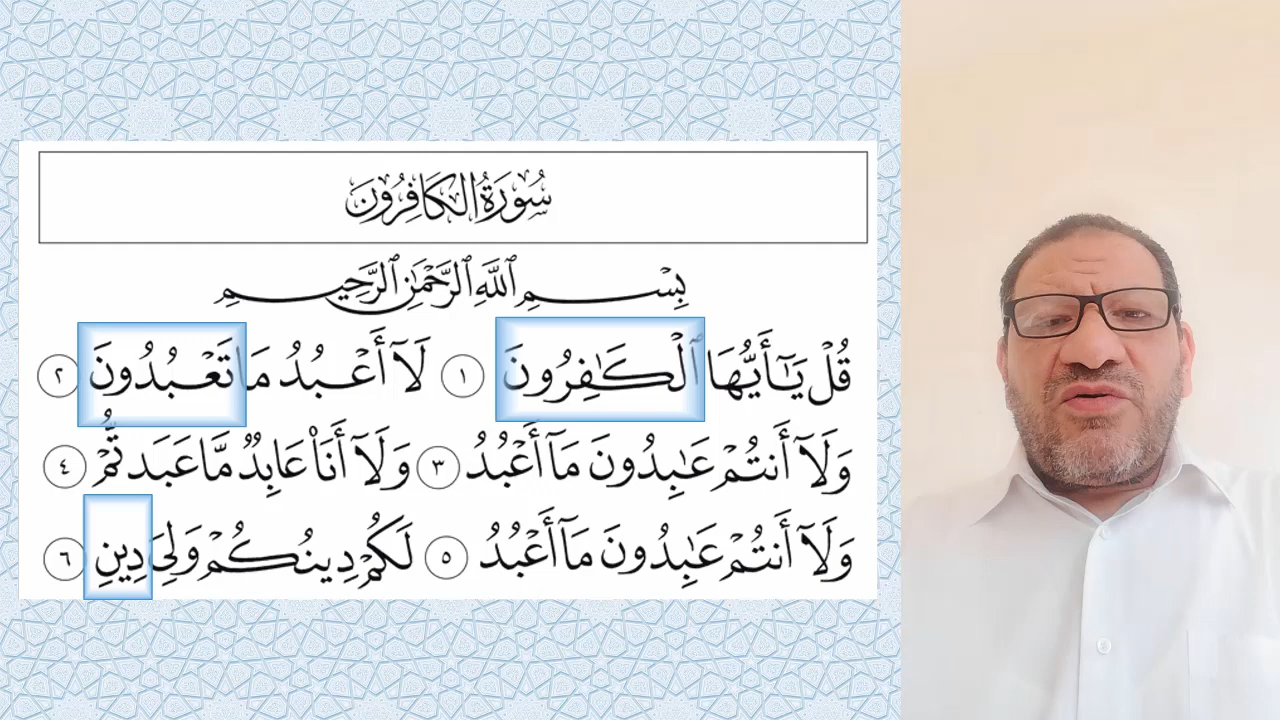 سُورَةُ الكَافِرُونَ
بِسْمِ ٱللَّهِ ٱلرَّحْمَٰنِ ٱلرَّحِيمِ
قُلْ يَٰٓأَيُّهَا ٱلْكَٰفِرُونَ ١ لَآ أَعْبُدُ مَا تَعْبُدُونَ ٢
وَلَآ أَنتُمْ عَٰبِدُونَ مَآ أَعْبُدُ ٣ وَلَآ أَنَا۠ عَابِدٌ مَّا عَبَدتُّمْ ٤
وَلَآ أَنتُمْ عَٰبِدُونَ مَآ أَعْبُدُ ٥ لَكُمْ دِينُكُمْ وَلِىَ دِينِ ٦